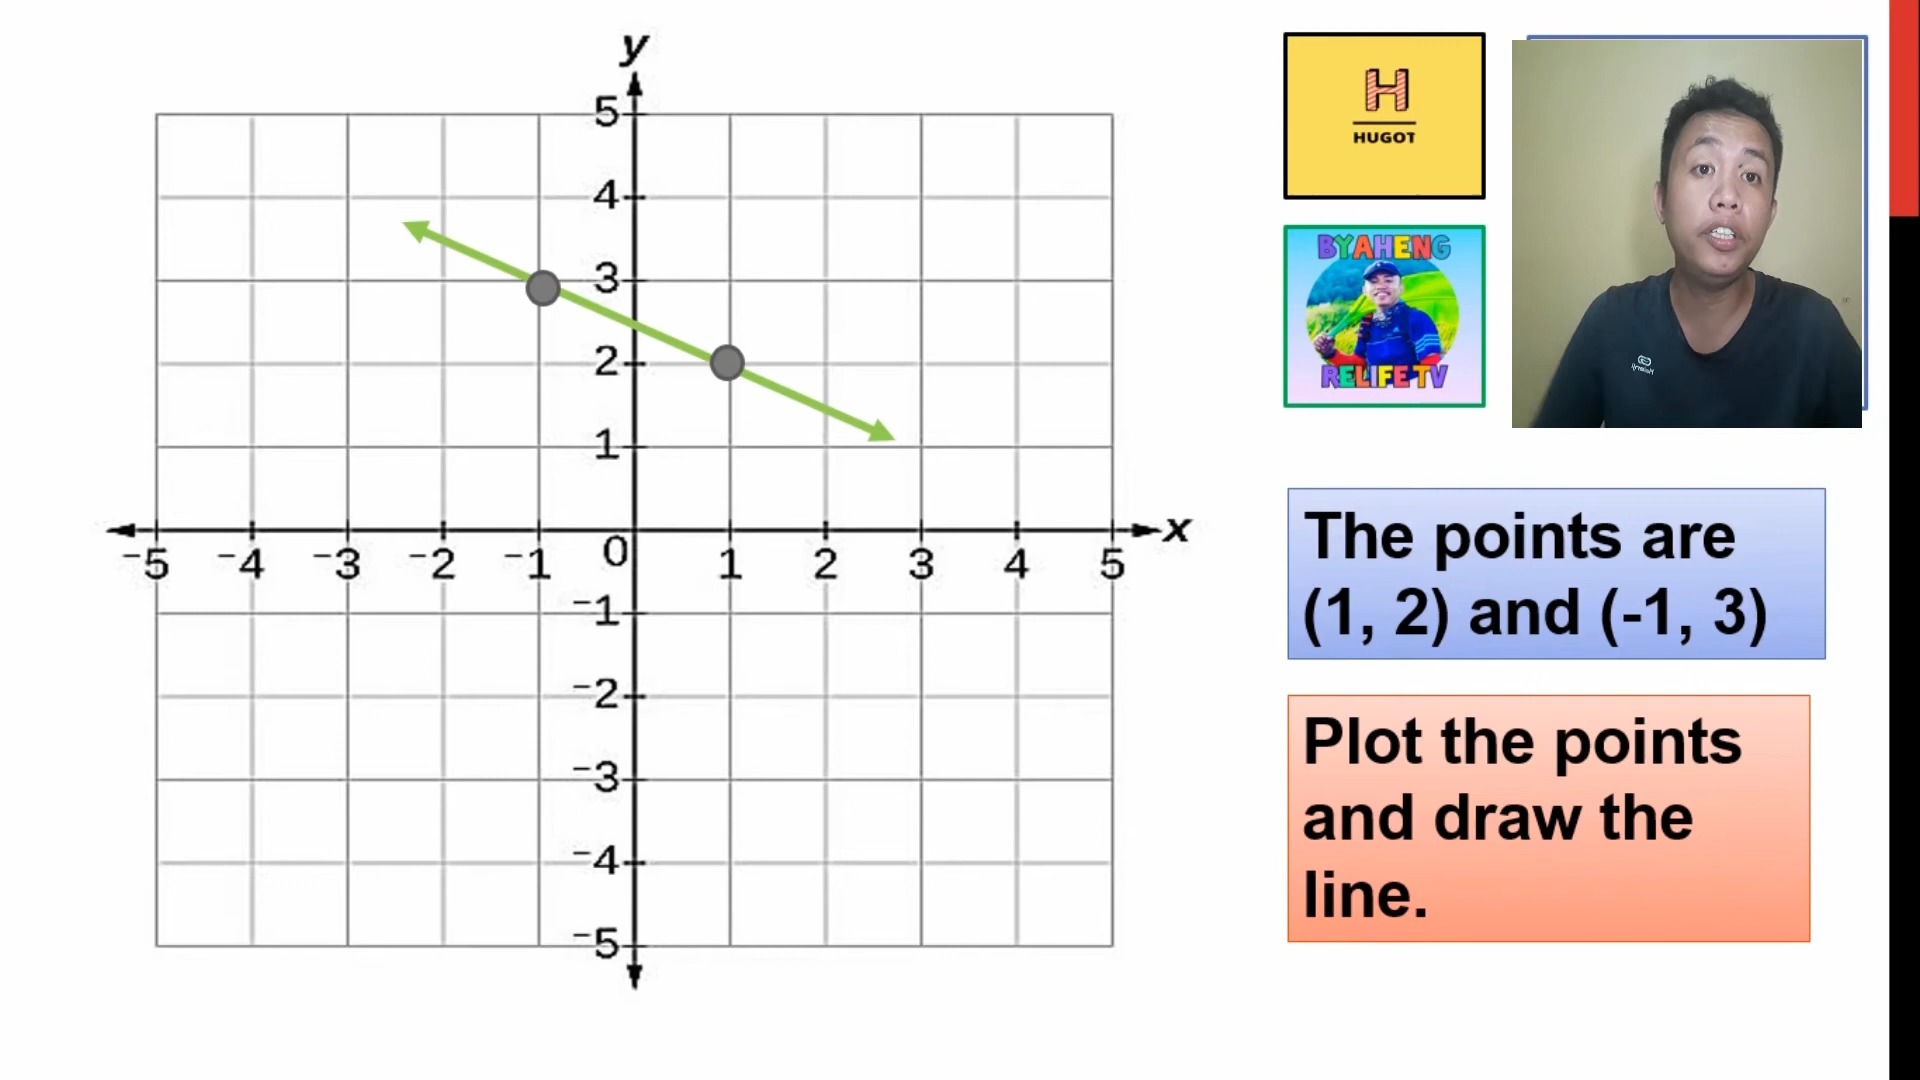 y
5
4
3
2
1
x
-5 -4 -3 -2 -1 0 1 2 3 4 5
-1
-2
-3
-4
-5
H
HUGOT
BYAHENG
RELIFE TV
The points are
(1, 2) and (-1, 3)
Plot the points
and draw the
line.